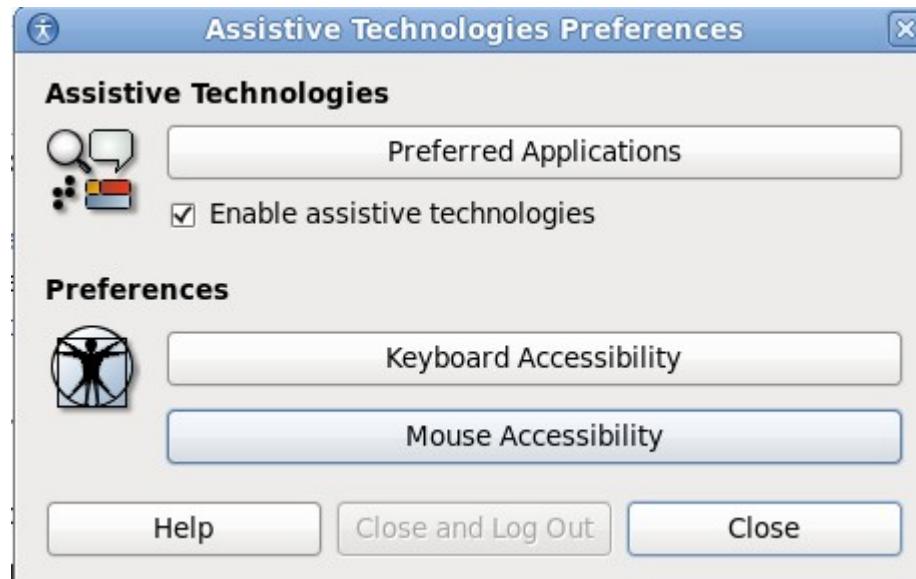 Assistive Technologies Preferences
Assistive Technologies
Preferred Applications
Enable assistive technologies
Preferences
Keyboard Accessibility
Mouse Accessibility
Help Close and Log Out Close